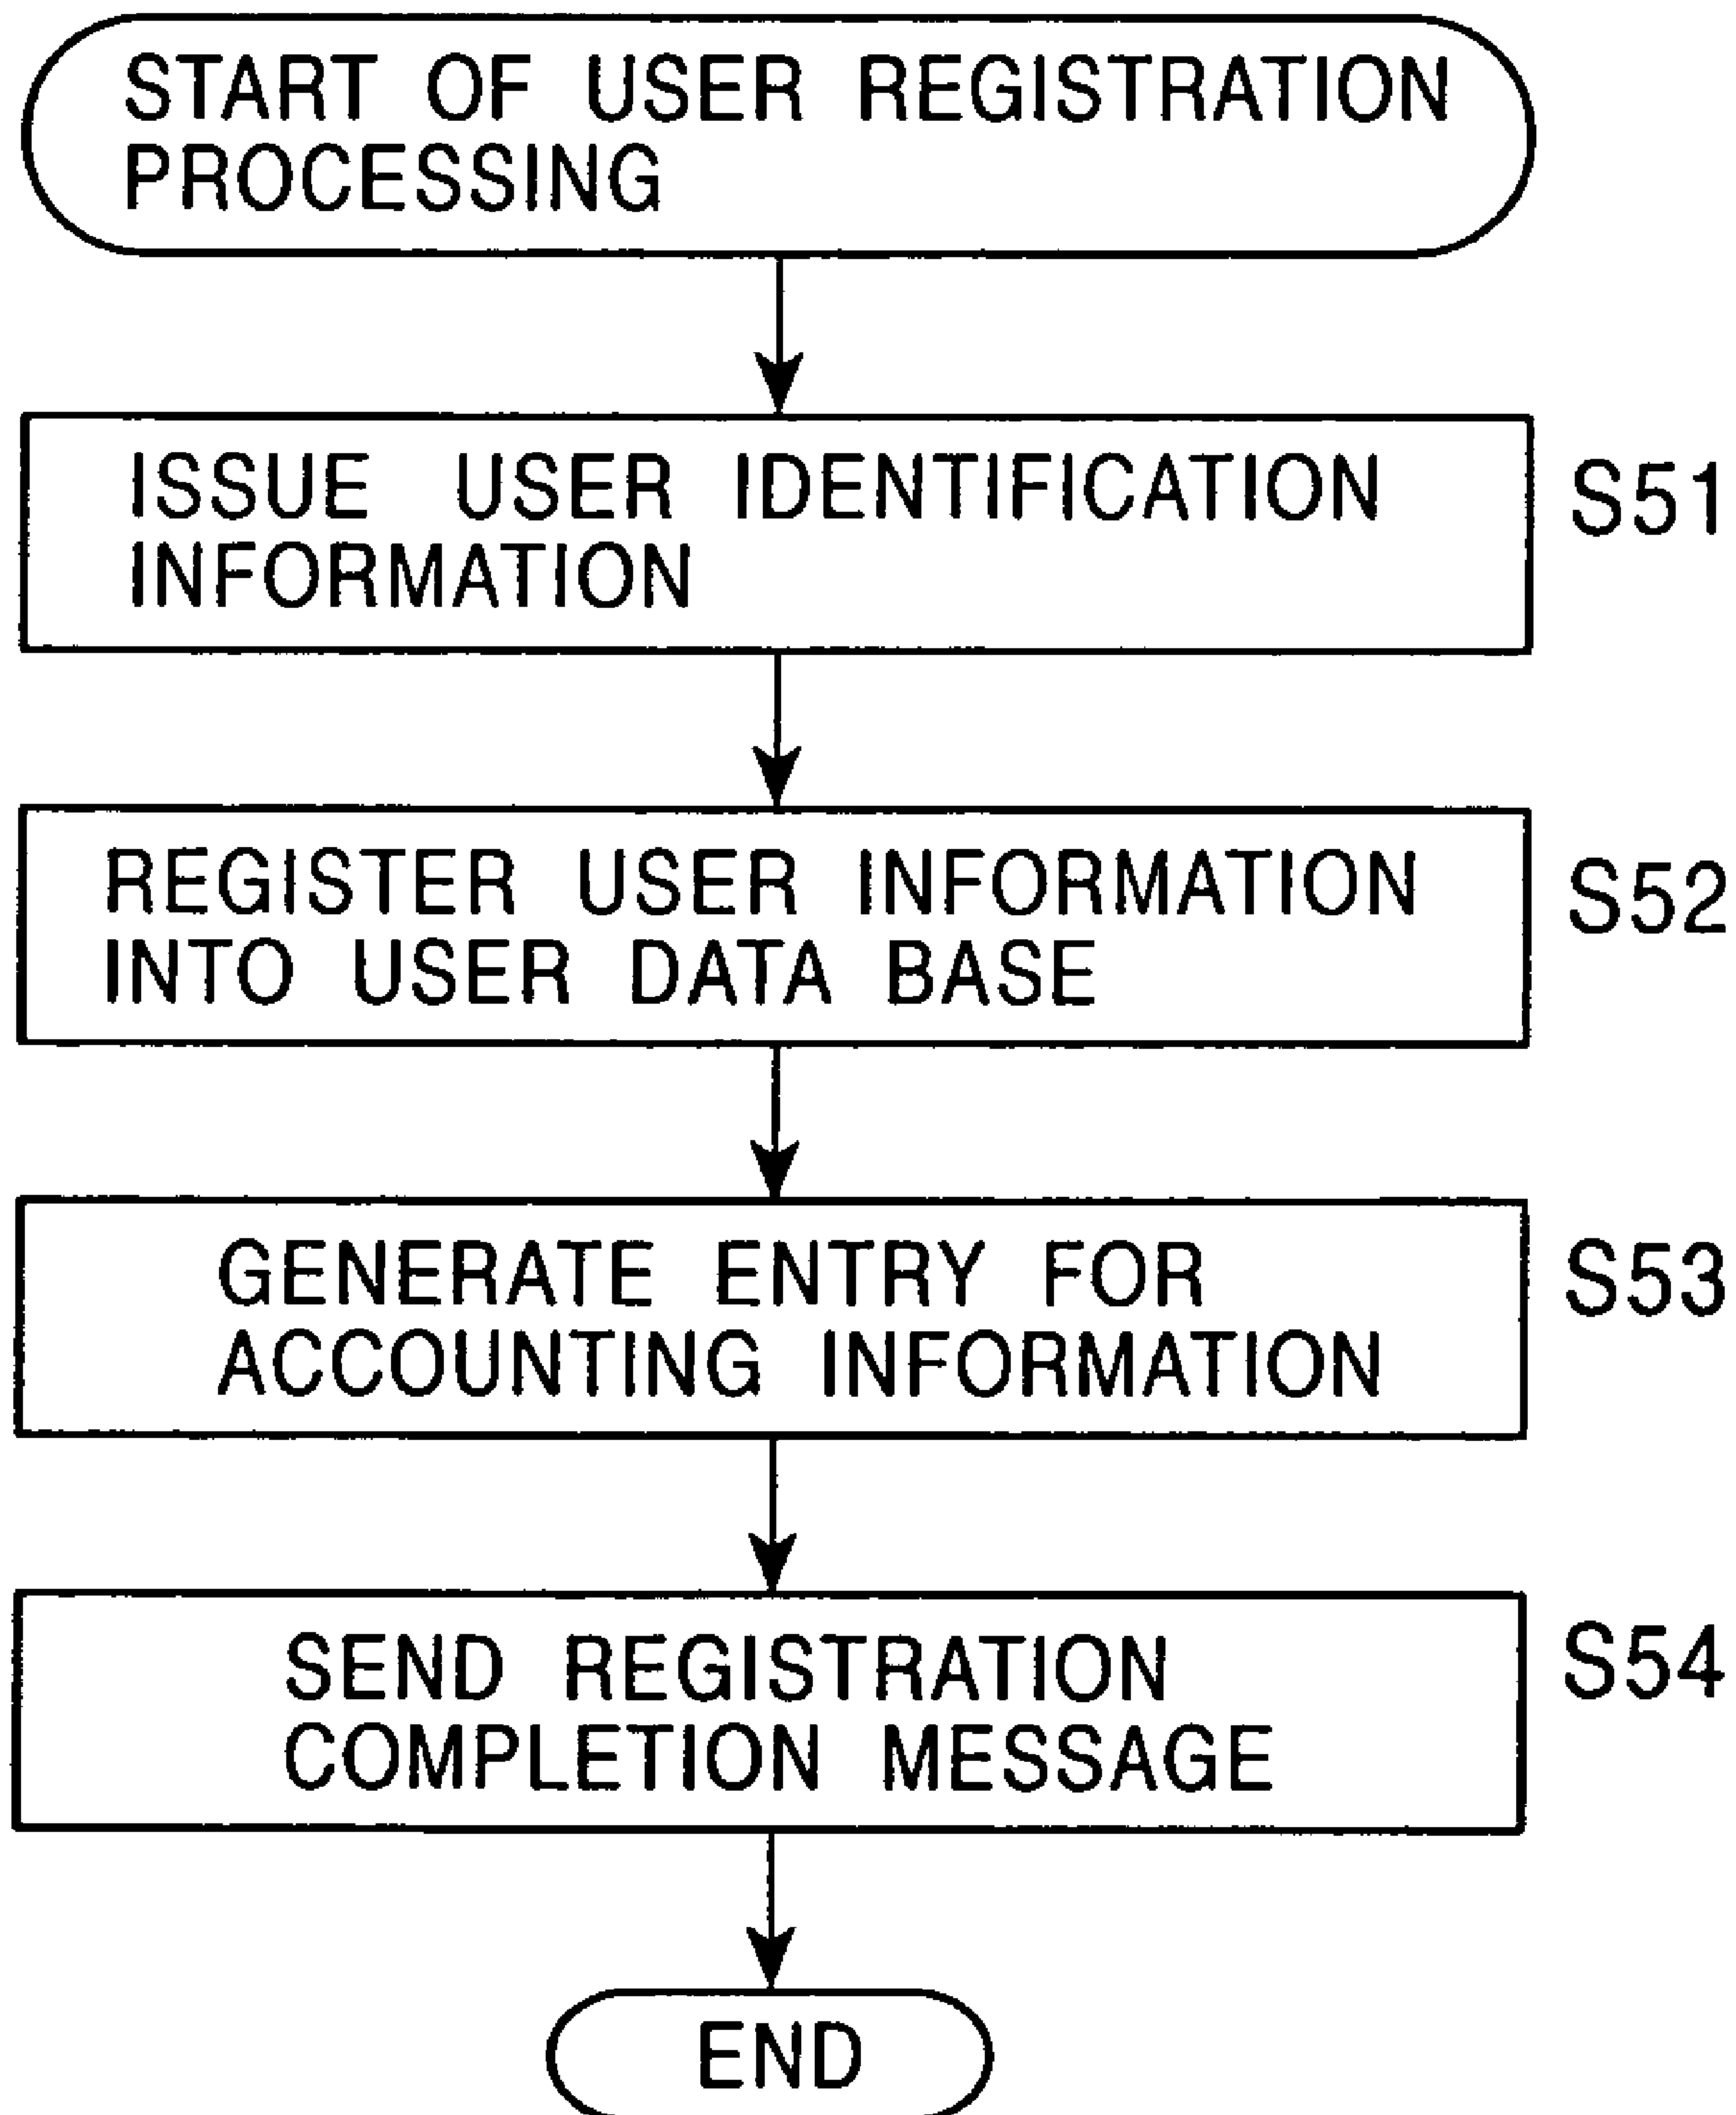 START OF USER REGISTRATION
PROCESSING
ISSUE USER IDENTIFICATION
INFORMATION
S51
REGISTER USER INFORMATION
INTO USER DATA BASE
S52
GENERATE ENTRY FOR
ACCOUNTING INFORMATION
S53
SEND REGISTRATION
COMPLETION MESSAGE
S54
END